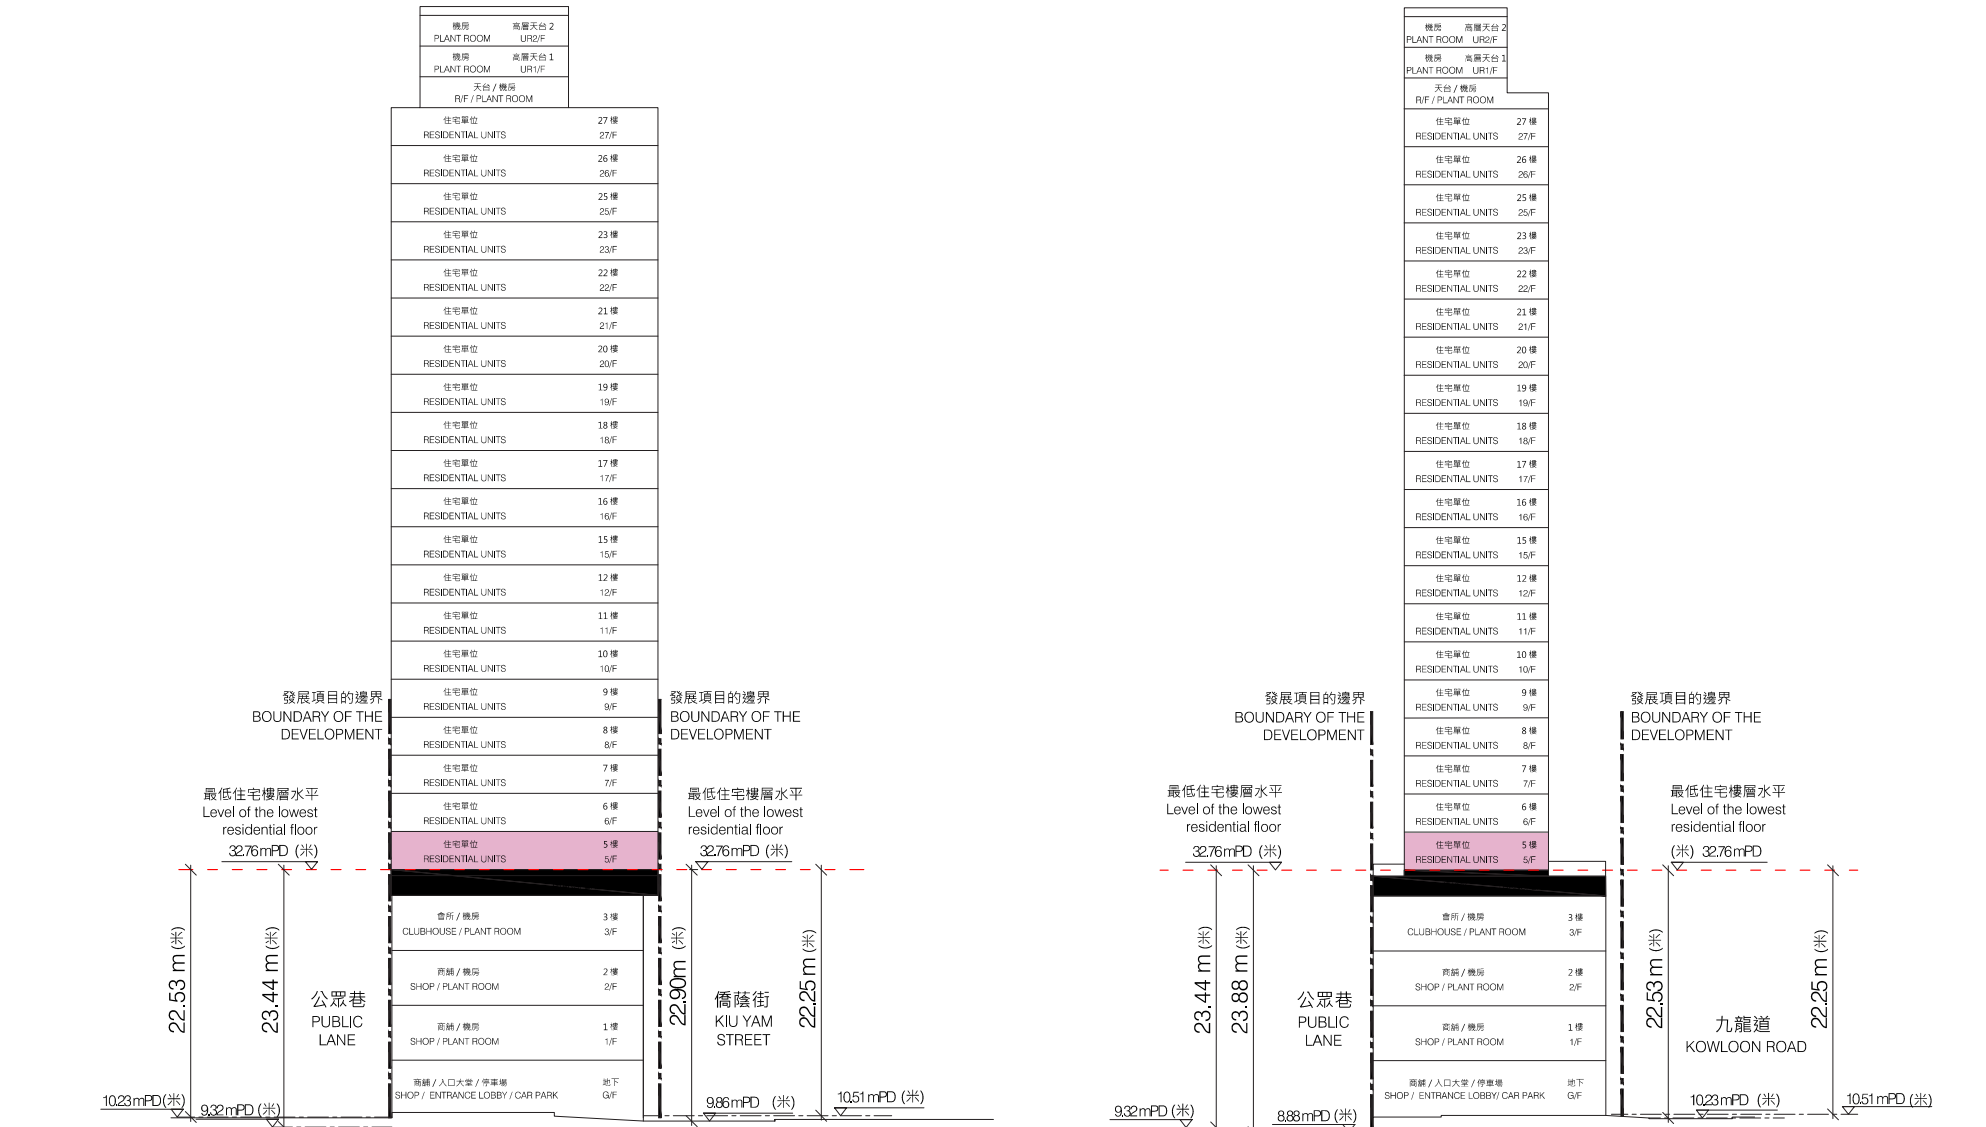 機房 高層天台 2
PLANT ROOM UR2/F
機房 高層天台 1
PLANT ROOM UR1/F
天台 / 機房
R/F / PLANT ROOM
住宅單位 27 樓
RESIDENTIAL UNITS 27/F
住宅單位 26 樓
RESIDENTIAL UNITS 26/F
住宅單位 25 樓
RESIDENTIAL UNITS 25/F
住宅單位 23 樓
RESIDENTIAL UNITS 23/F
住宅單位 22 樓
RESIDENTIAL UNITS 22/F
住宅單位 21 樓
RESIDENTIAL UNITS 21/F
住宅單位 20 樓
RESIDENTIAL UNITS 20/F
住宅單位 19 樓
RESIDENTIAL UNITS 19/F
住宅單位 18 樓
RESIDENTIAL UNITS 18/F
住宅單位 17 樓
RESIDENTIAL UNITS 17/F
住宅單位 16 樓
RESIDENTIAL UNITS 16/F
住宅單位 15 樓
RESIDENTIAL UNITS 15/F
住宅單位 12 樓
RESIDENTIAL UNITS 12/F
住宅單位 11 樓
RESIDENTIAL UNITS 11/F
住宅單位 10 樓
RESIDENTIAL UNITS 10/F
住宅單位 9 樓
RESIDENTIAL UNITS 9/F
住宅單位 8 樓
RESIDENTIAL UNITS 8/F
住宅單位 7 樓
RESIDENTIAL UNITS 7/F
住宅單位 6 樓
RESIDENTIAL UNITS 6/F
住宅單位 5 樓
RESIDENTIAL UNITS 5/F
會所 / 機房 3 樓
CLUBHOUSE / PLANT ROOM 3/F
商舖 / 機房 2 樓
SHOP / PLANT ROOM 2/F
商舖 / 機房 1 樓
SHOP / PLANT ROOM 1/F
商舖 / 入口大堂 / 停車場 地下
SHOP / ENTRANCE LOBBY / CAR PARK G/F
發展項目的邊界
BOUNDARY OF THE
DEVELOPMENT
最低住宅樓層水平
Level of the lowest
residential floor
32.76mPD (米)
22.53 m (米)
23.44 m (米)
公眾巷
PUBLIC
LANE
10.23mPD(米)
9.32mPD (米)
發展項目的邊界
BOUNDARY OF THE
DEVELOPMENT
最低住宅樓層水平
Level of the lowest
residential floor
32.76mPD (米)
22.90m (米)
僑蔭街
KIU YAM
STREET
22.25 m (米)
9.86mPD (米)
10.51mPD (米)
機房 高層天台 2
PLANT ROOM UR2/F
機房 高層天台 1
PLANT ROOM UR1/F
天台 / 機房
R/F / PLANT ROOM
住宅單位 27 樓
RESIDENTIAL UNITS 27/F
住宅單位 26 樓
RESIDENTIAL UNITS 26/F
住宅單位 25 樓
RESIDENTIAL UNITS 25/F
住宅單位 23 樓
RESIDENTIAL UNITS 23/F
住宅單位 22 樓
RESIDENTIAL UNITS 22/F
住宅單位 21 樓
RESIDENTIAL UNITS 21/F
住宅單位 20 樓
RESIDENTIAL UNITS 20/F
住宅單位 19 樓
RESIDENTIAL UNITS 19/F
住宅單位 18 樓
RESIDENTIAL UNITS 18/F
住宅單位 17 樓
RESIDENTIAL UNITS 17/F
住宅單位 16 樓
RESIDENTIAL UNITS 16/F
住宅單位 15 樓
RESIDENTIAL UNITS 15/F
住宅單位 12 樓
RESIDENTIAL UNITS 12/F
住宅單位 11 樓
RESIDENTIAL UNITS 11/F
住宅單位 10 樓
RESIDENTIAL UNITS 10/F
住宅單位 9 樓
RESIDENTIAL UNITS 9/F
住宅單位 8 樓
RESIDENTIAL UNITS 8/F
住宅單位 7 樓
RESIDENTIAL UNITS 7/F
住宅單位 6 樓
RESIDENTIAL UNITS 6/F
住宅單位 5 樓
RESIDENTIAL UNITS 5/F
會所 / 機房 3 樓
CLUBHOUSE / PLANT ROOM 3/F
商舖 / 機房 2 樓
SHOP / PLANT ROOM 2/F
商舖 / 機房 1 樓
SHOP / PLANT ROOM 1/F
商舖 / 入口大堂 / 停車場 地下
SHOP / ENTRANCE LOBBY/ CAR PARK G/F
發展項目的邊界
BOUNDARY OF THE
DEVELOPMENT
最低住宅樓層水平
Level of the lowest
residential floor
32.76mPD (米)
23.44 m (米)
23.88 m (米)
公眾巷
PUBLIC
LANE
9.32mPD (米)
8.88mPD (米)
發展項目的邊界
BOUNDARY OF THE
DEVELOPMENT
最低住宅樓層水平
Level of the lowest
residential floor
(米) 32.76mPD
22.53 m (米)
九龍道
KOWLOON ROAD
22.25 m (米)
10.23mPD (米)
10.51mPD (米)